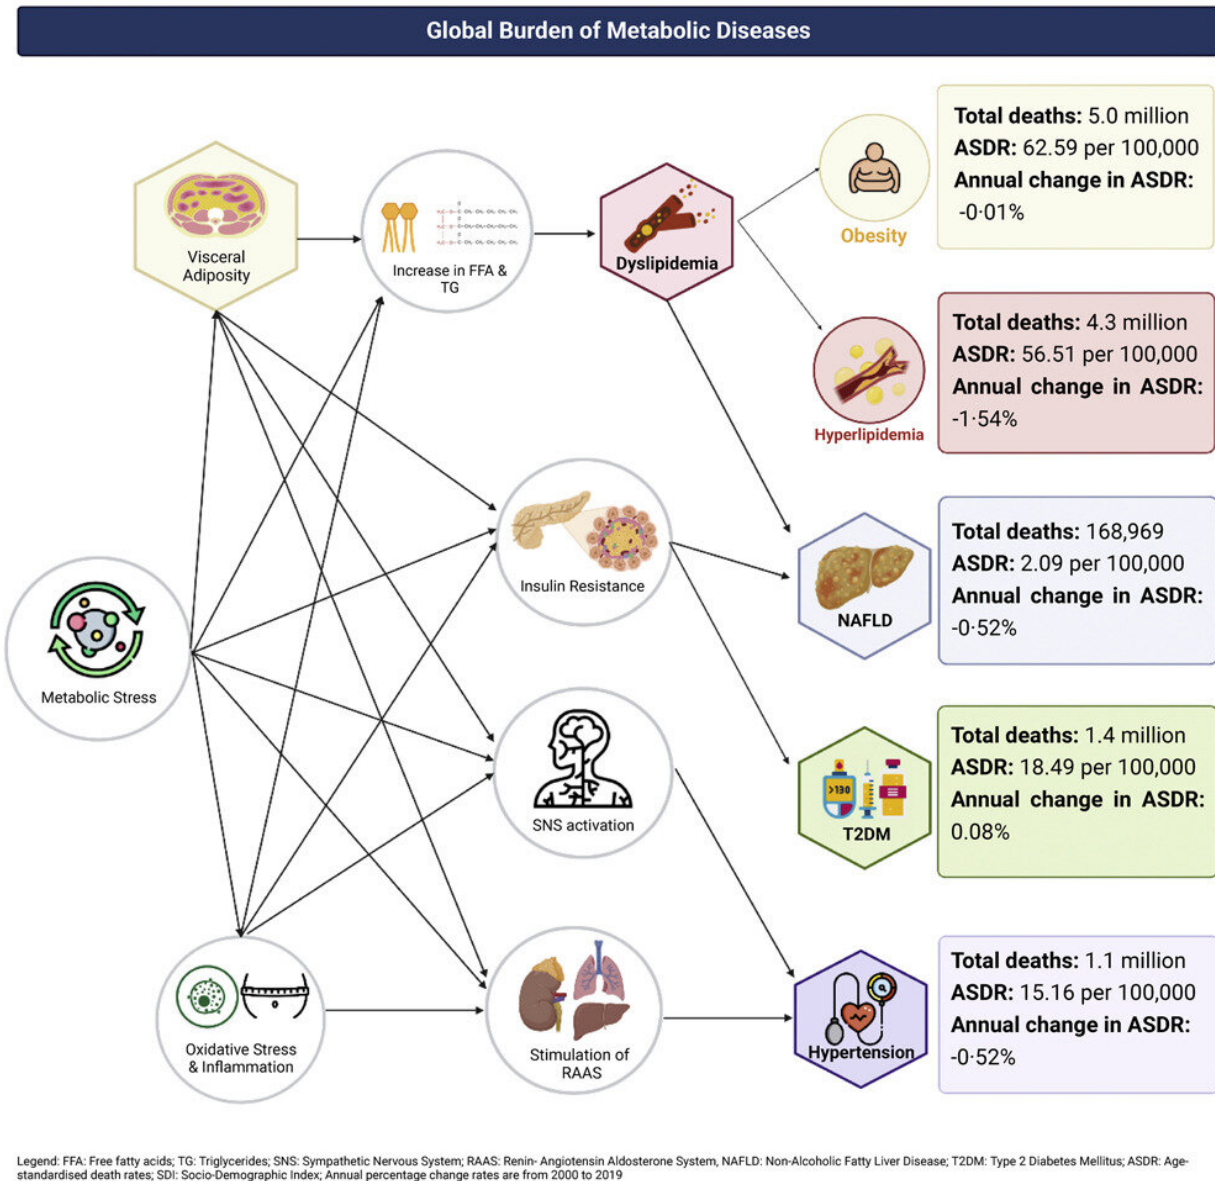 Global Burden of Metabolic Diseases
Visceral
Adiposity
Increase in FFA &
TG
Dyslipidemia
Obesity
Total deaths: 5.0 million
ASDR: 62.59 per 100,000
Annual change in ASDR:
-0·01%
Hyperlipidemia
Total deaths: 4.3 million
ASDR: 56.51 per 100,000
Annual change in ASDR:
-1·54%
Insulin Resistance
NAFLD
Total deaths: 168,969
ASDR: 2.09 per 100,000
Annual change in ASDR:
-0·52%
Metabolic Stress
SNS activation
>130
T2DM
Total deaths: 1.4 million
ASDR: 18.49 per 100,000
Annual change in ASDR:
0.08%
Oxidative Stress
& Inflammation
Stimulation of
RAAS
Hypertension
Total deaths: 1.1 million
ASDR: 15.16 per 100,000
Annual change in ASDR:
-0·52%
Legend: FFA: Free fatty acids; TG: Triglycerides; SNS: Sympathetic Nervous System; RAAS: Renin- Angiotensin Aldosterone System, NAFLD: Non-Alcoholic Fatty Liver Disease; T2DM: Type 2 Diabetes Mellitus; ASDR: Age-
standardised death rates; SDI: Socio-Demographic Index; Annual percentage change rates are from 2000 to 2019